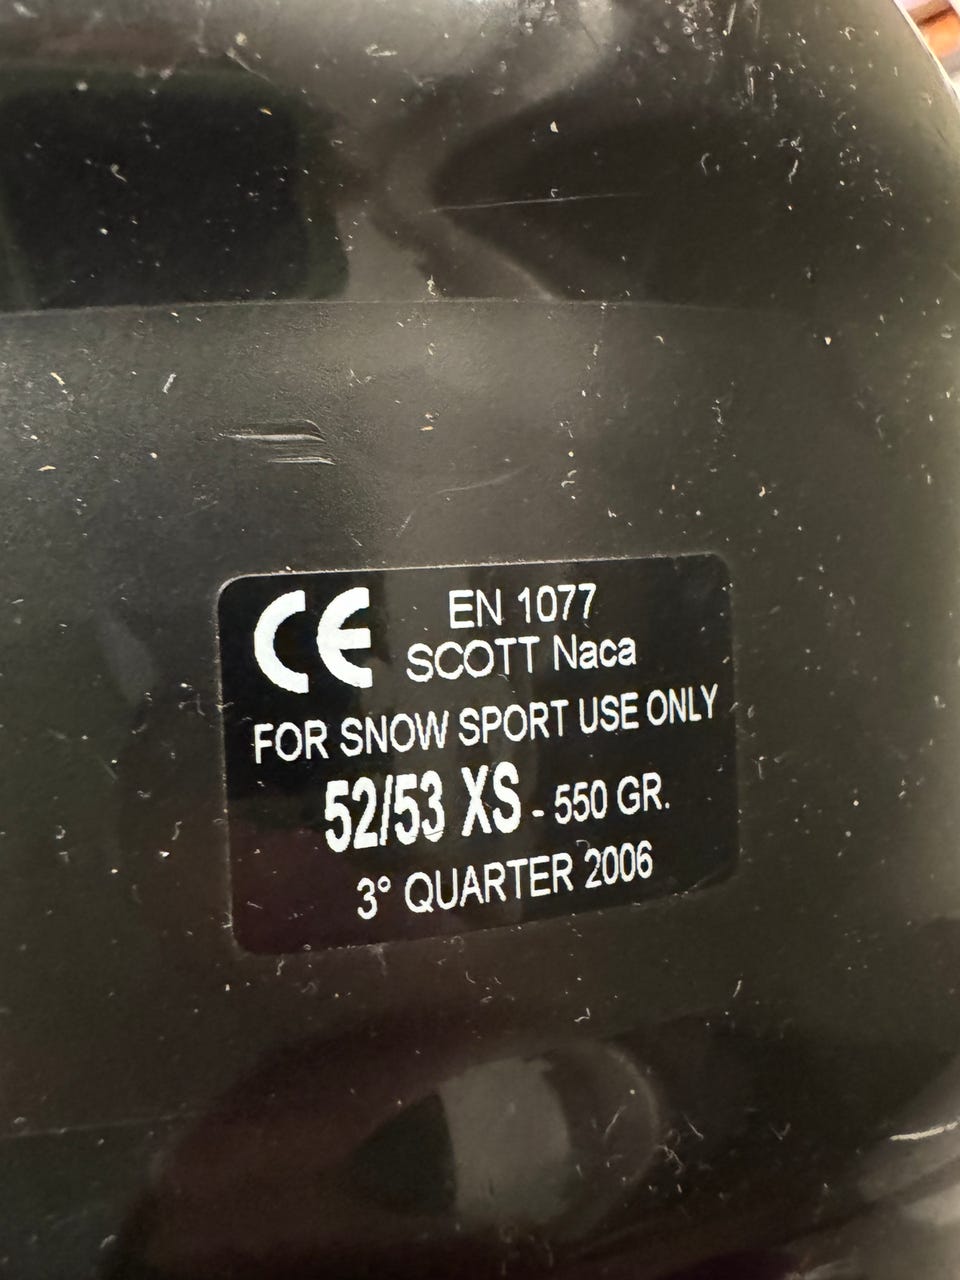 CE EN 1077
SCOTT Naca
FOR SNOW SPORT USE ONLY
52/53 XS - 550 GR.
3° QUARTER 2006